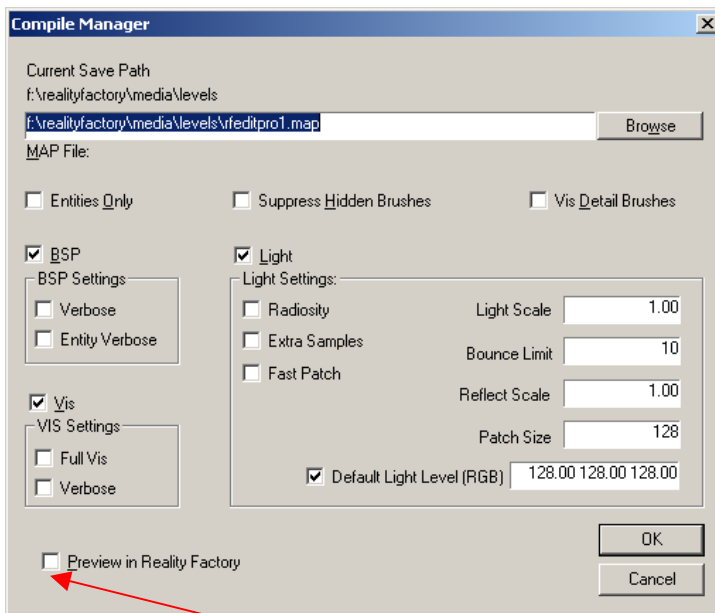 Compile Manager
Current Save Path
f:\realityfactory\media\levels
f:\realityfactory\media\levels\rfeditpro1.map
Browse
MAP File:
Entities Only
Suppress Hidden Brushes
Vis Detail Brushes
BSP
Light
BSP Settings
Light Settings:
Verbose
Radiosity
Light Scale
1.00
Entity Verbose
Extra Samples
Bounce Limit
10
Fast Patch
Reflect Scale
1.00
Vis
VIS Settings
Patch Size
128
Full Vis
Default Light Level (RGB)
128.00 128.00 128.00
Verbose
OK
Preview in Reality Factory
Cancel